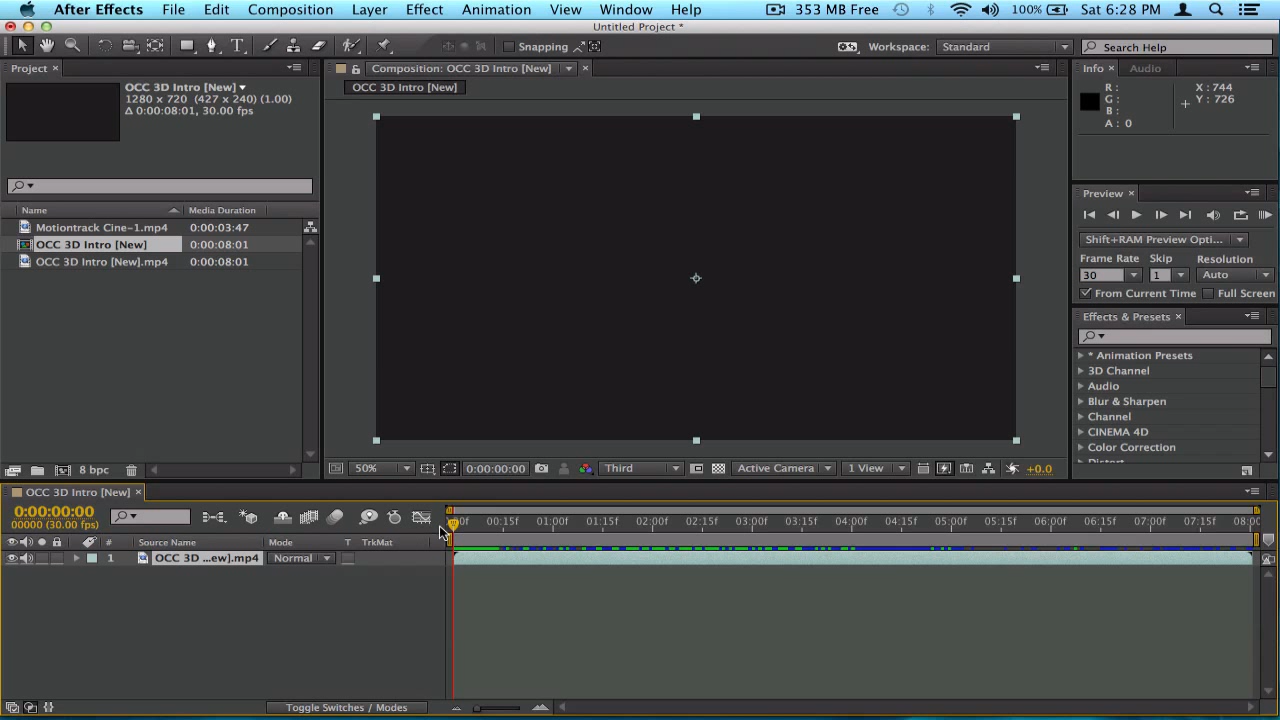 After Effects File Edit Composition Layer Effect Animation View Window Help 353 MB Free 100% Sat 6:28 PM
Untitled Project *
Snapping Workspace: Standard Search Help
Project Composition: OCC 3D Intro [New] Info Audio
OCC 3D Intro [New]
1280 x 720 (427 x 240) (1.00)
Δ 0:00:08:01, 30.00 fps
OCC 3D Intro [New]
R :
G :
B :
A : 0
X : 744
Y : 726
Name Media Duration
Motiontrack Cine-1.mp4 0:00:03:47
OCC 3D Intro [New] 0:00:08:01
OCC 3D Intro [New].mp4 0:00:08:01
Preview
Shift+RAM Preview Opti...
Frame Rate Skip Resolution
30 1 Auto
From Current Time Full Screen
Effects & Presets
* Animation Presets
3D Channel
Audio
Blur & Sharpen
Channel
CINEMA 4D
Color Correction
8 bpc 50% 0:00:00:00 Third Active Camera 1 View +0.0
OCC 3D Intro [New]
0:00:00:00
00000 (30.00 fps)
00:15f 01:00f 01:15f 02:00f 02:15f 03:00f 03:15f 04:00f 04:15f 05:00f 05:15f 06:00f 06:15f 07:00f 07:15f
# Source Name Mode T TrkMat
1 OCC 3D ...ew].mp4 Normal
Toggle Switches / Modes